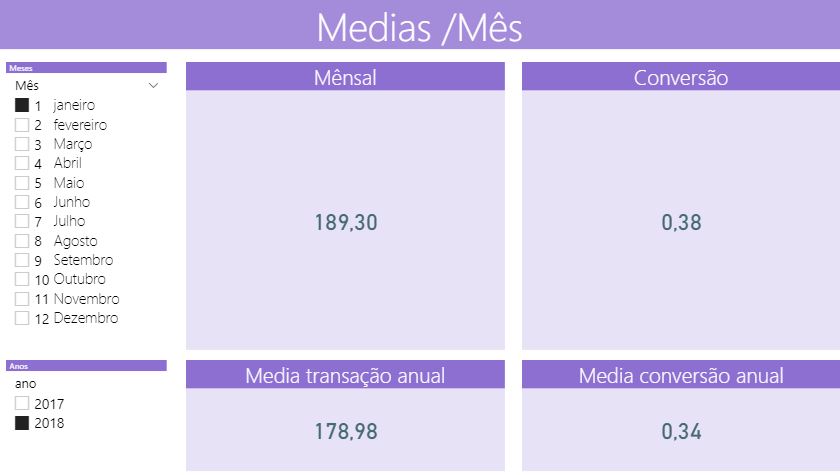 Medias /Mês
Meses
Mês
1 janeiro
2 fevereiro
3 Março
4 Abril
5 Maio
6 Junho
7 Julho
8 Agosto
9 Setembro
10 Outubro
11 Novembro
12 Dezembro
Anos
ano
2017
2018
Mênsal
189,30
Conversão
0,38
Media transação anual
178,98
Media conversão anual
0,34